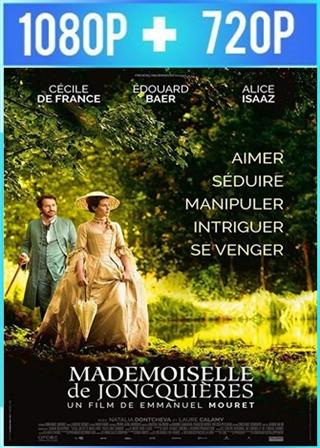 1080P + 720P
CÉCILE DE FRANCE
ÉDOUARD BAER
ALICE ISAAZ
AIMER
SÉDUIRE
MANIPULER
INTRIGUER
SE VENGER
MADEMOISELLE
de JONCQUIÈRES
UN FILM DE EMMANUEL MOURET
NATALIA DONTCHEVA ET LAURE CALAMY